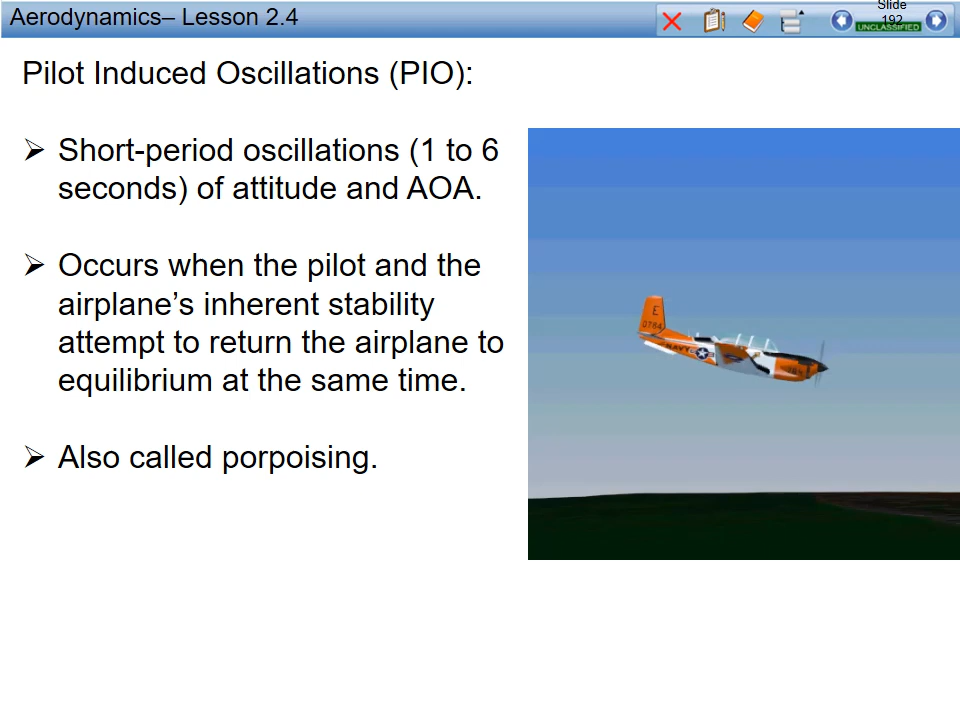 Aerodynamics– Lesson 2.4
Slide
192
UNCLASSIFIED
Pilot Induced Oscillations (PIO):
➢ Short-period oscillations (1 to 6
seconds) of attitude and AOA.
➢ Occurs when the pilot and the
airplane’s inherent stability
attempt to return the airplane to
equilibrium at the same time.
➢ Also called porpoising.
E
NAVY